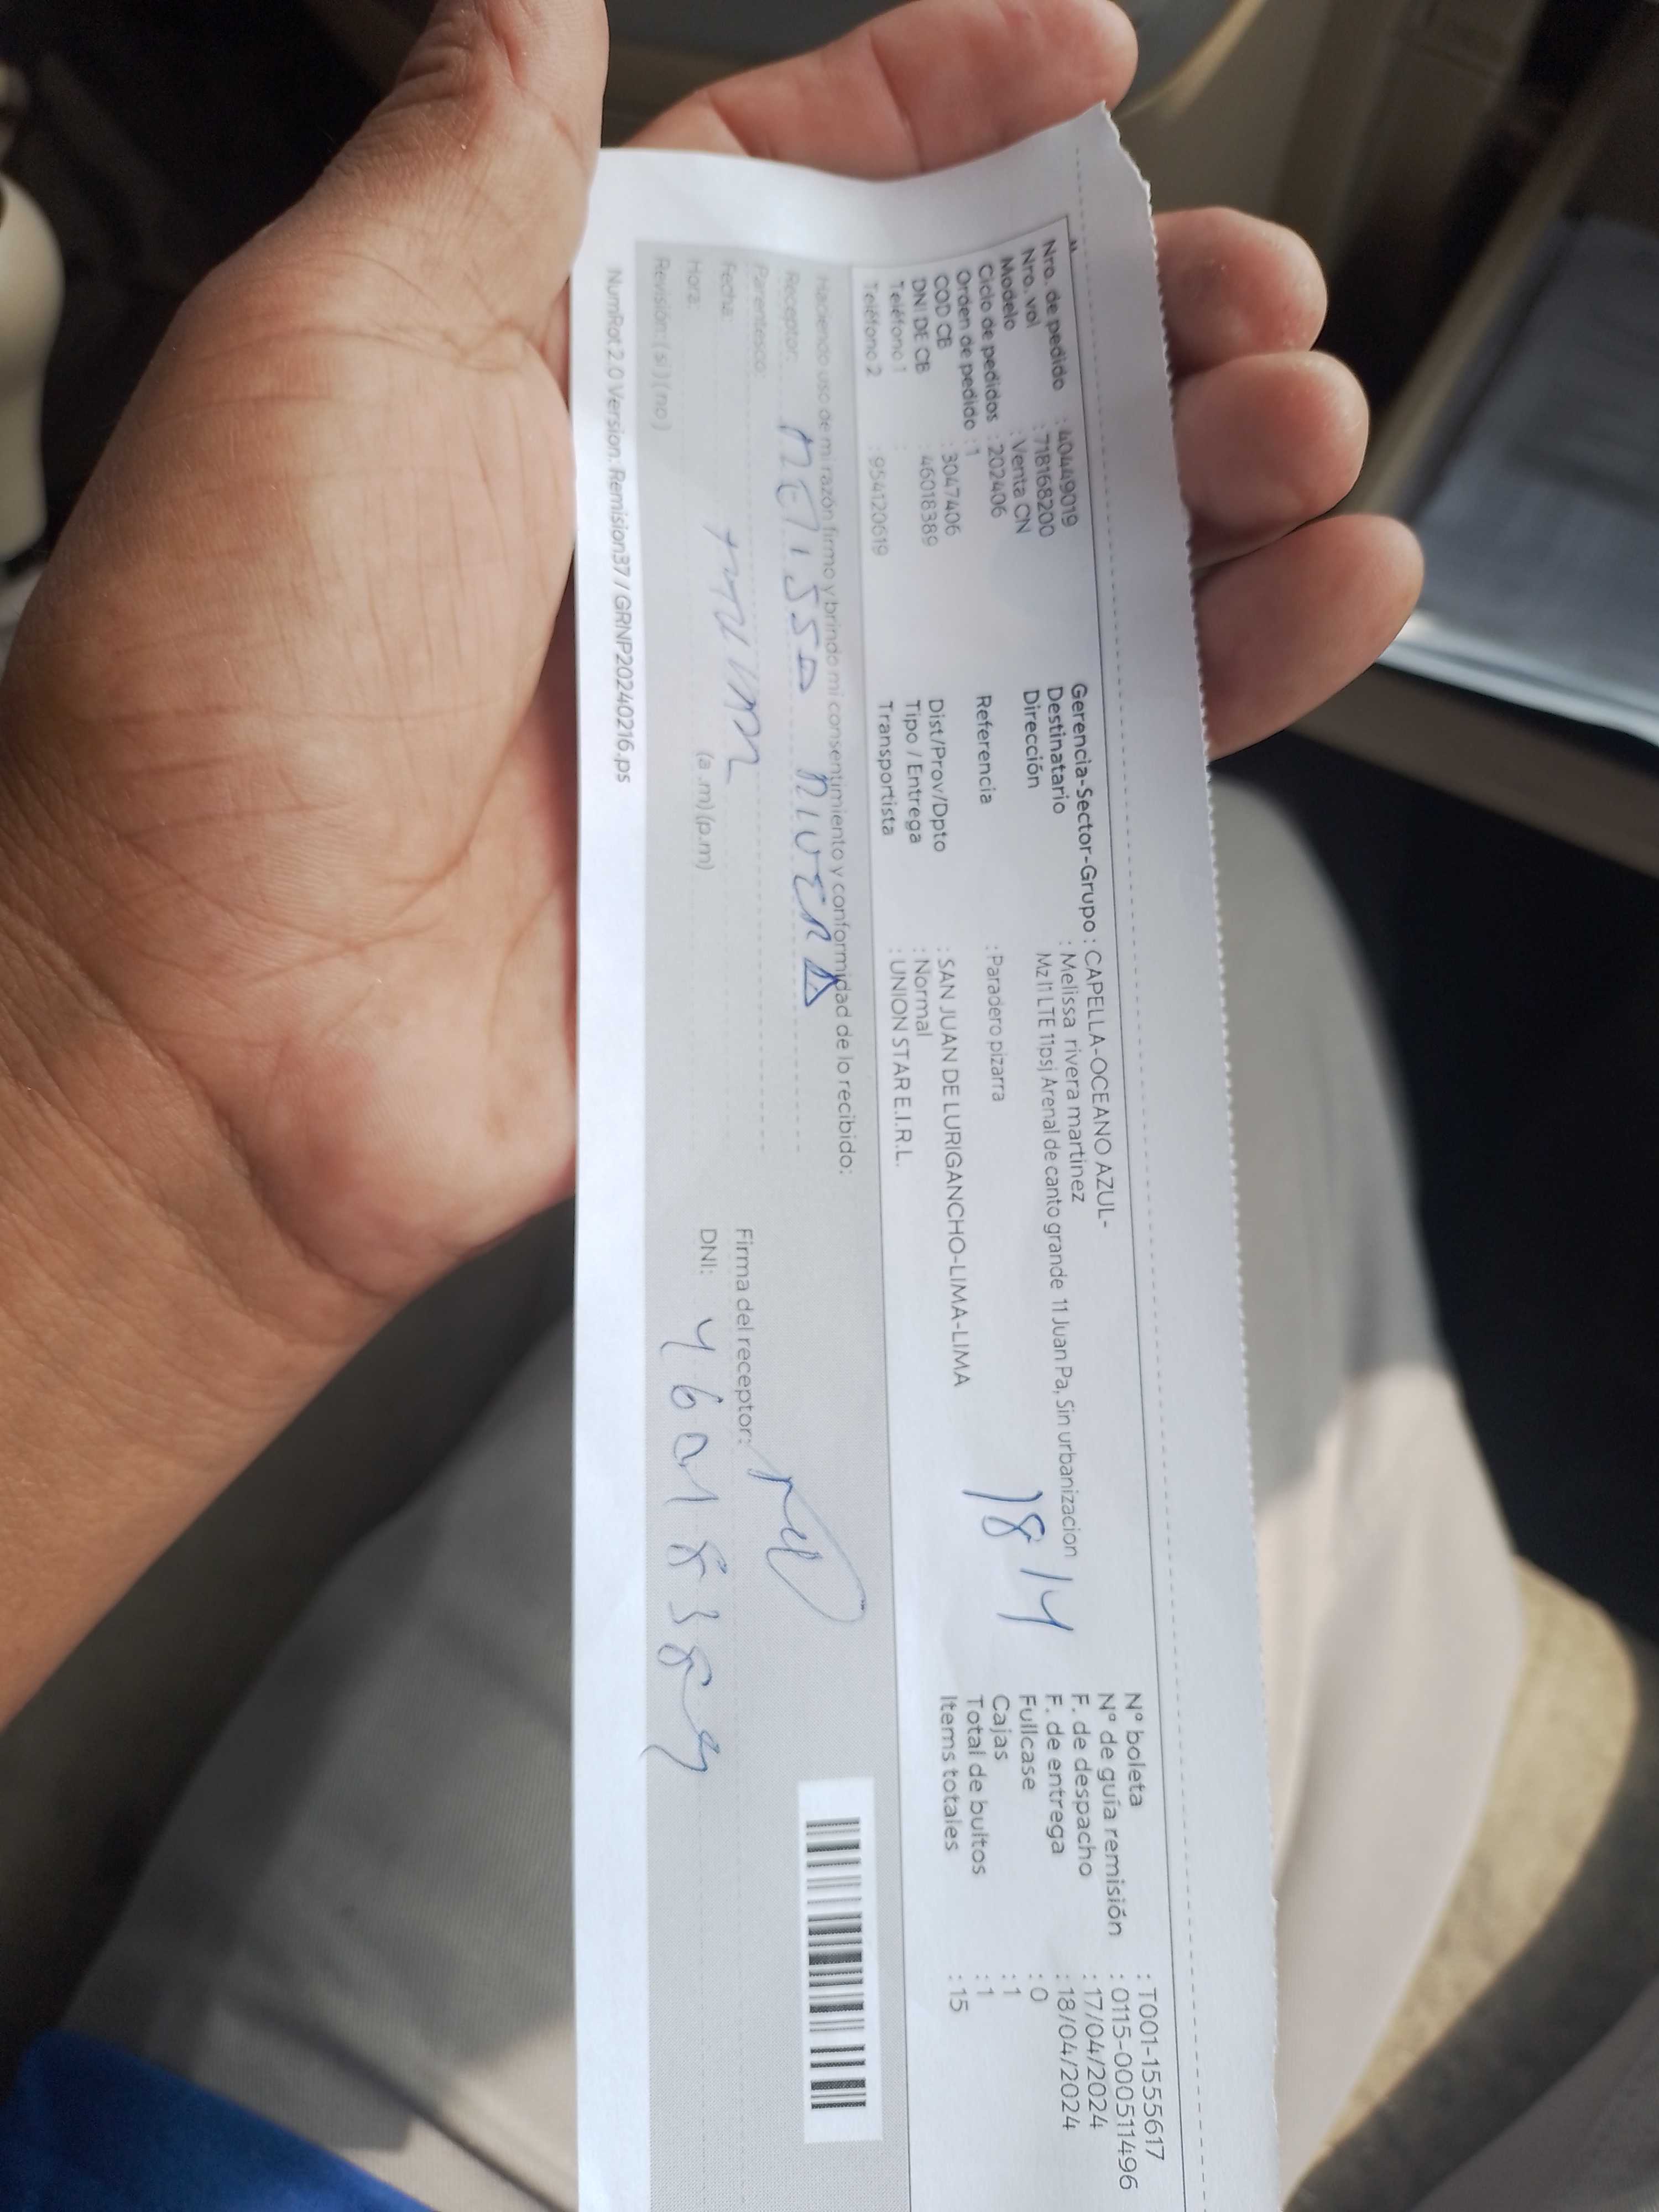 Nro. de pedido : 40449019
Nro. vol : 718168200
Modelo : Venta CN
Ciclo de pedidos : 202406
Orden de pedido : 1
COD CB : 3047406
DNI DE CB : 46018389
Teléfono 1 :
Teléfono 2 : 954120619
Gerencia-Sector-Grupo : CAPELLA-OCEANO AZUL-
Destinatario : Melissa rivera martinez
Dirección : Mz l1 LTE 11psj Arenal de canto grande 11 Juan Pa, Sin urbanizacion
Referencia : Paradero pizarra
Dist/Prov/Dpto : SAN JUAN DE LURIGANCHO-LIMA-LIMA
Tipo / Entrega : Normal
Transportista : UNION STAR E.I.R.L.
18 14
N° boleta : T001-1555617
N° de guía remisión : 0115-000511496
F. de despacho : 17/04/2024
F. de entrega : 18/04/2024
Fullcase : 0
Cajas : 1
Total de bultos : 1
Items totales : 15
Haciendo uso de mi razón firmo y brindo mi consentimiento y conformidad de lo recibido:
Receptor: MELISSA RIVERA
Parentesco:
Fecha:
Hora: (a.m) (p.m)
Revisión: ( si ) ( no )
Firma del receptor:
DNI: 46018389
NumRot 2.0 Version. Remision37 / GRNP20240216.ps